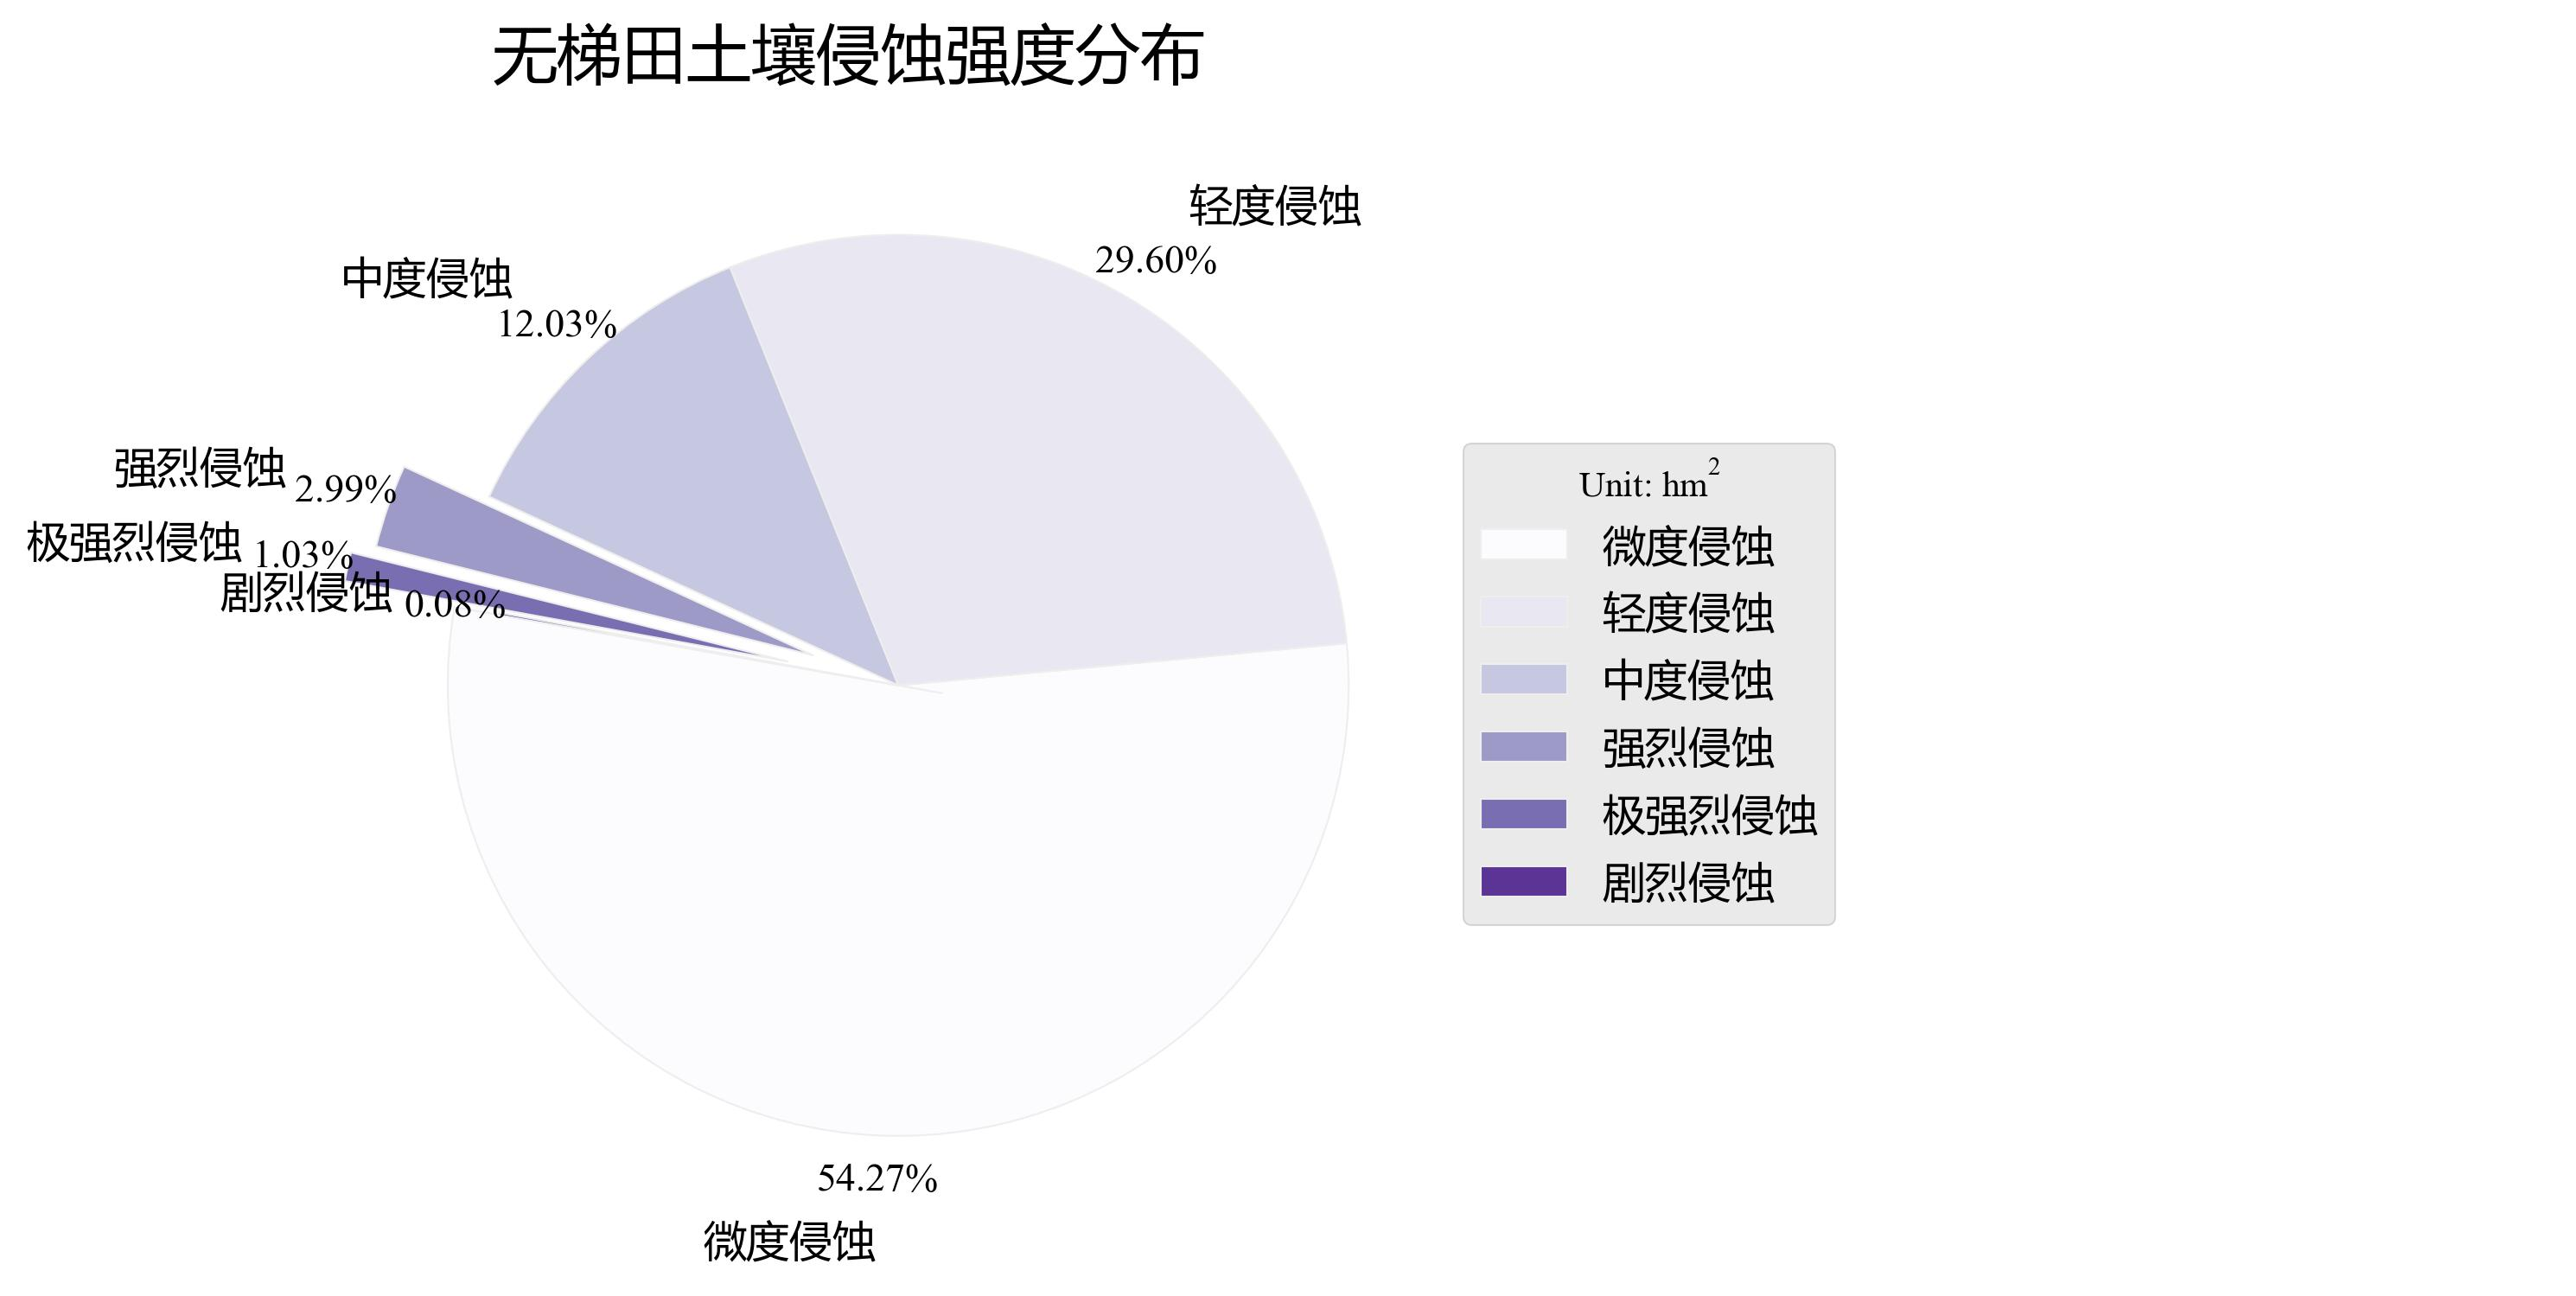 无梯田土壤侵蚀强度分布
轻度侵蚀
29.60%
中度侵蚀
12.03%
强烈侵蚀
2.99%
极强烈侵蚀
1.03%
剧烈侵蚀
0.08%
54.27%
微度侵蚀
Unit: hm²
微度侵蚀
轻度侵蚀
中度侵蚀
强烈侵蚀
极强烈侵蚀
剧烈侵蚀